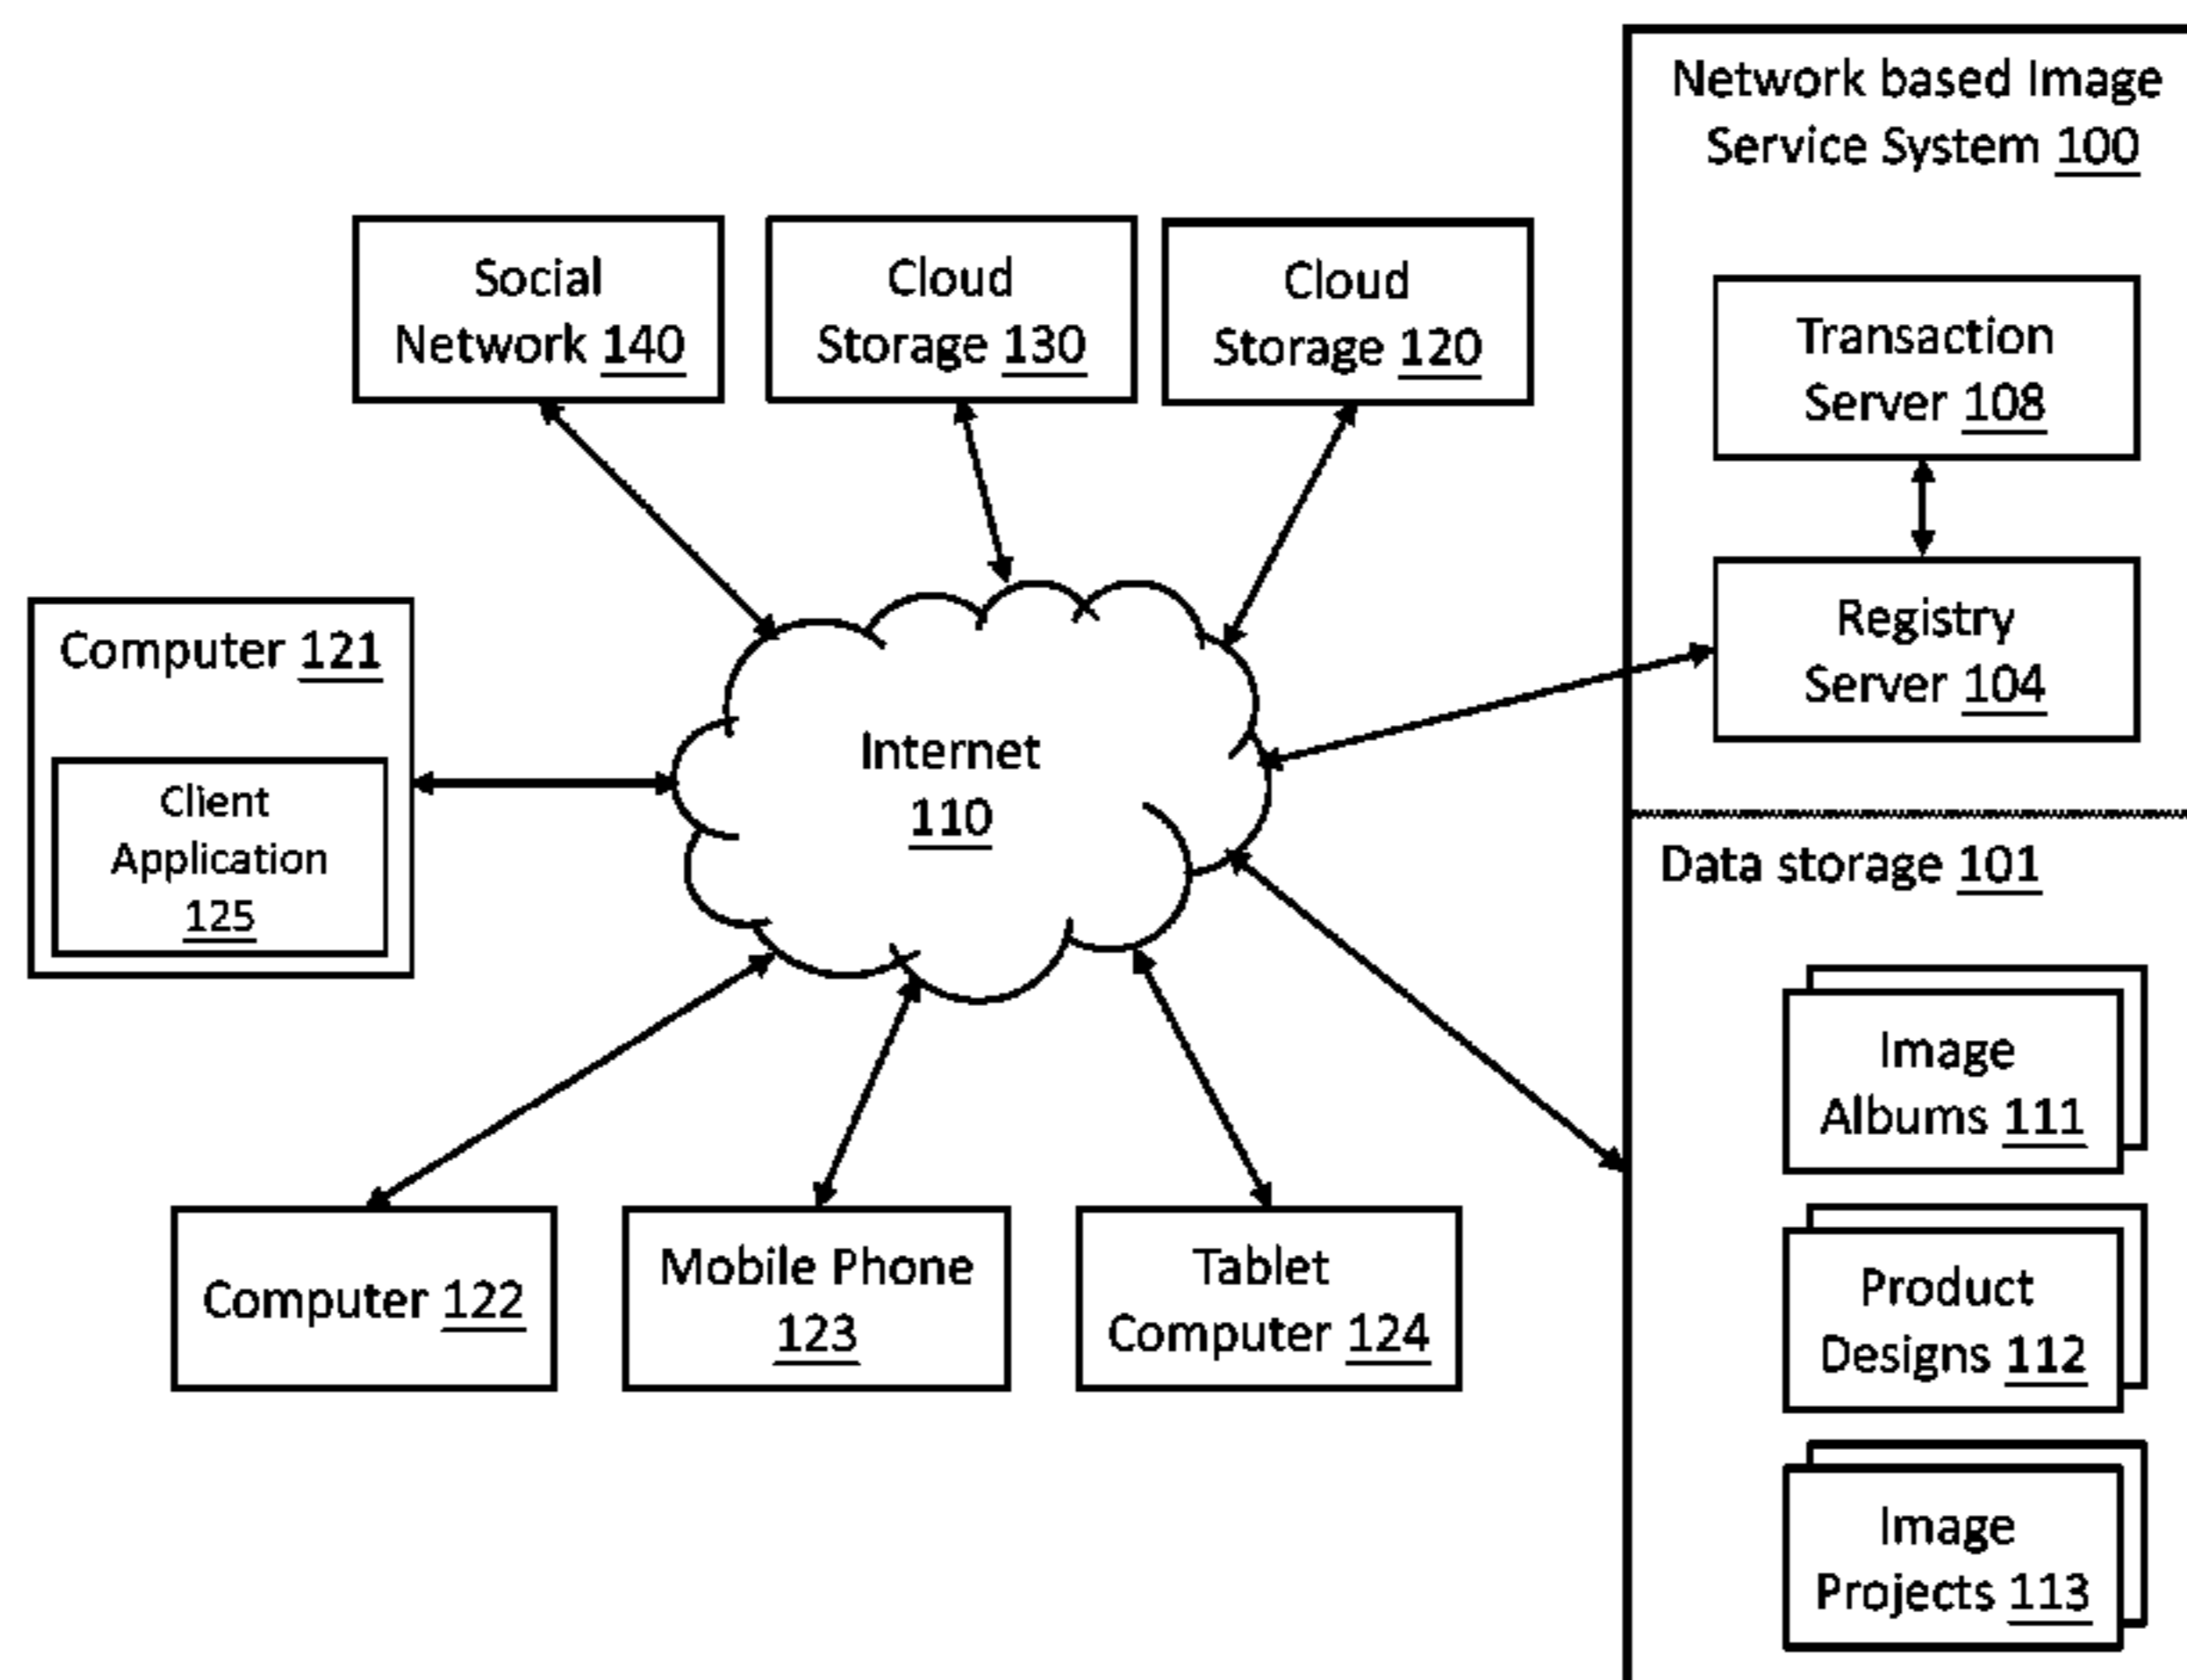 Network based Image
Service System 100
Social
Network 140
Cloud
Storage 130
Cloud
Storage 120
Transaction
Server 108
Registry
Server 104
Computer 121
Client
Application
125
Internet
110
Data storage 101
Image
Albums 111
Product
Designs 112
Image
Projects 113
Computer 122
Mobile Phone
123
Tablet
Computer 124